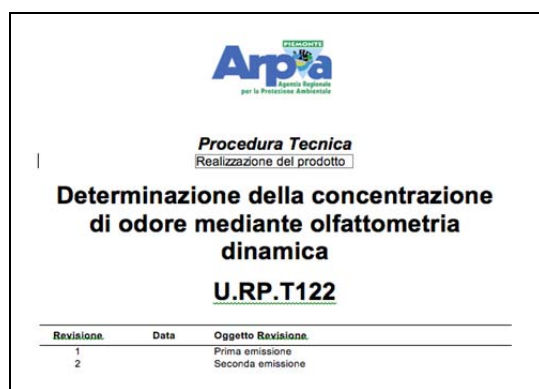 PIEMONTE
Arpa
Agenzia Regionale
per la Protezione Ambientale
Procedura Tecnica
Realizzazione del prodotto
Determinazione della concentrazione
di odore mediante olfattometria
dinamica
U.RP.T122
Revisione Data Oggetto Revisione
1 Prima emissione
2 Seconda emissione